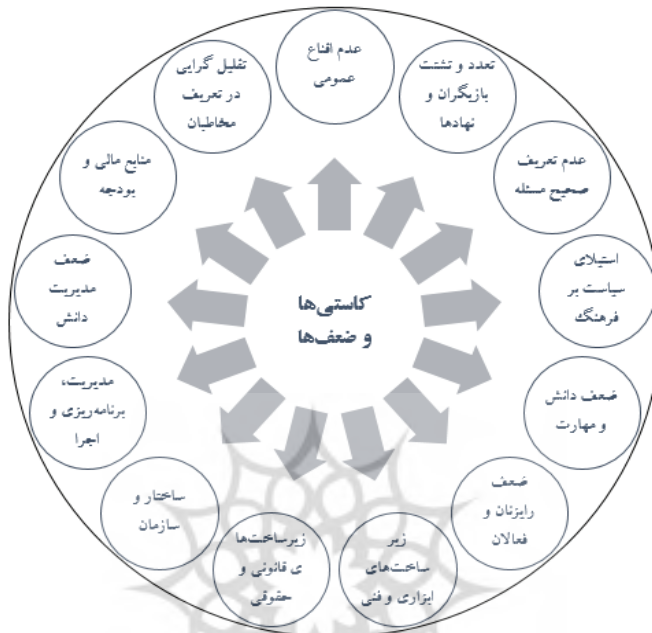 عدم اقناع
عمومی
تعدد و تشتت
بازیگران و
نهادها
عدم تعریف
صحیح مسئله
استیلای
سیاست بر
فرهنگ
ضعف دانش
و مهارت
ضعف
رایزنان و
فعالان
زیر
ساخت‌های
ابزاری و فنی
زیرساخت‌ها
ی قانونی و
حقوقی
ساختار و
سازمان
مدیریت،
برنامه‌ریزی و
اجرا
ضعف
مدیریت
دانش
منابع مالی و
بودجه
تقلیل گرایی
در تعریف
مخاطبان
کاستی‌ها
و ضعف‌ها